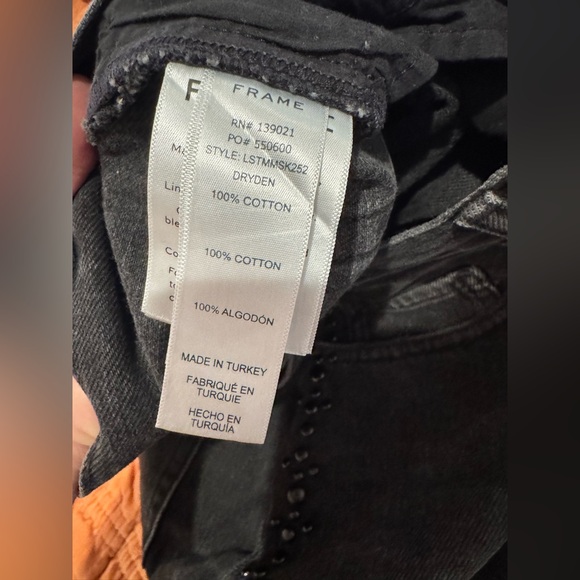 FRAME
RN# 139021
PO# 550600
STYLE: LSTMMSK252
DRYDEN
100% COTTON
100% COTTON
100% ALGODÓN
MADE IN TURKEY
FABRIQUÉ EN
TURQUIE
HECHO EN
TURQUÍA